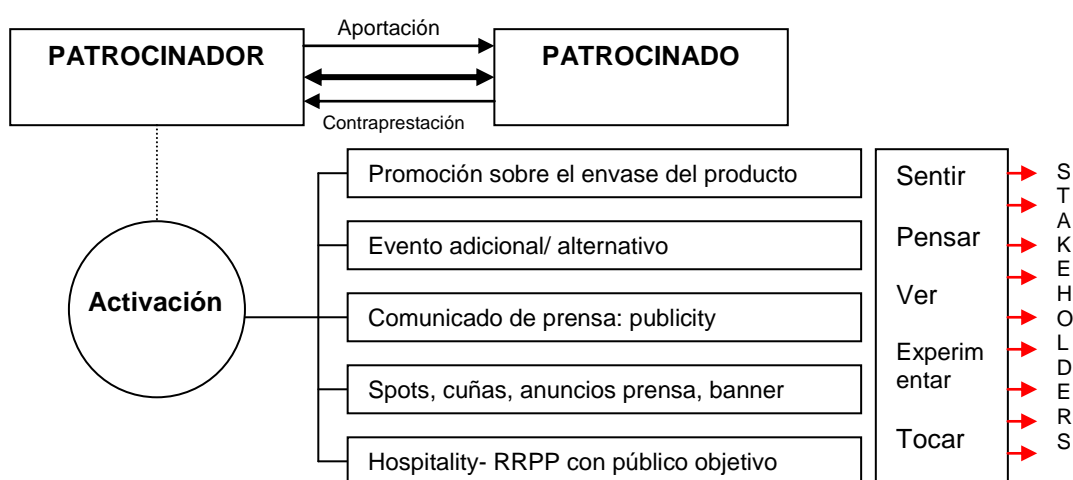 Aportación
PATROCINADOR
PATROCINADO
Contraprestación
Promoción sobre el envase del producto
Evento adicional/ alternativo
Activación
Comunicado de prensa: publicity
Spots, cuñas, anuncios prensa, banner
Hospitality- RRPP con público objetivo
Sentir
Pensar
Ver
Experim
entar
Tocar
S
T
A
K
E
H
O
L
D
E
R
S